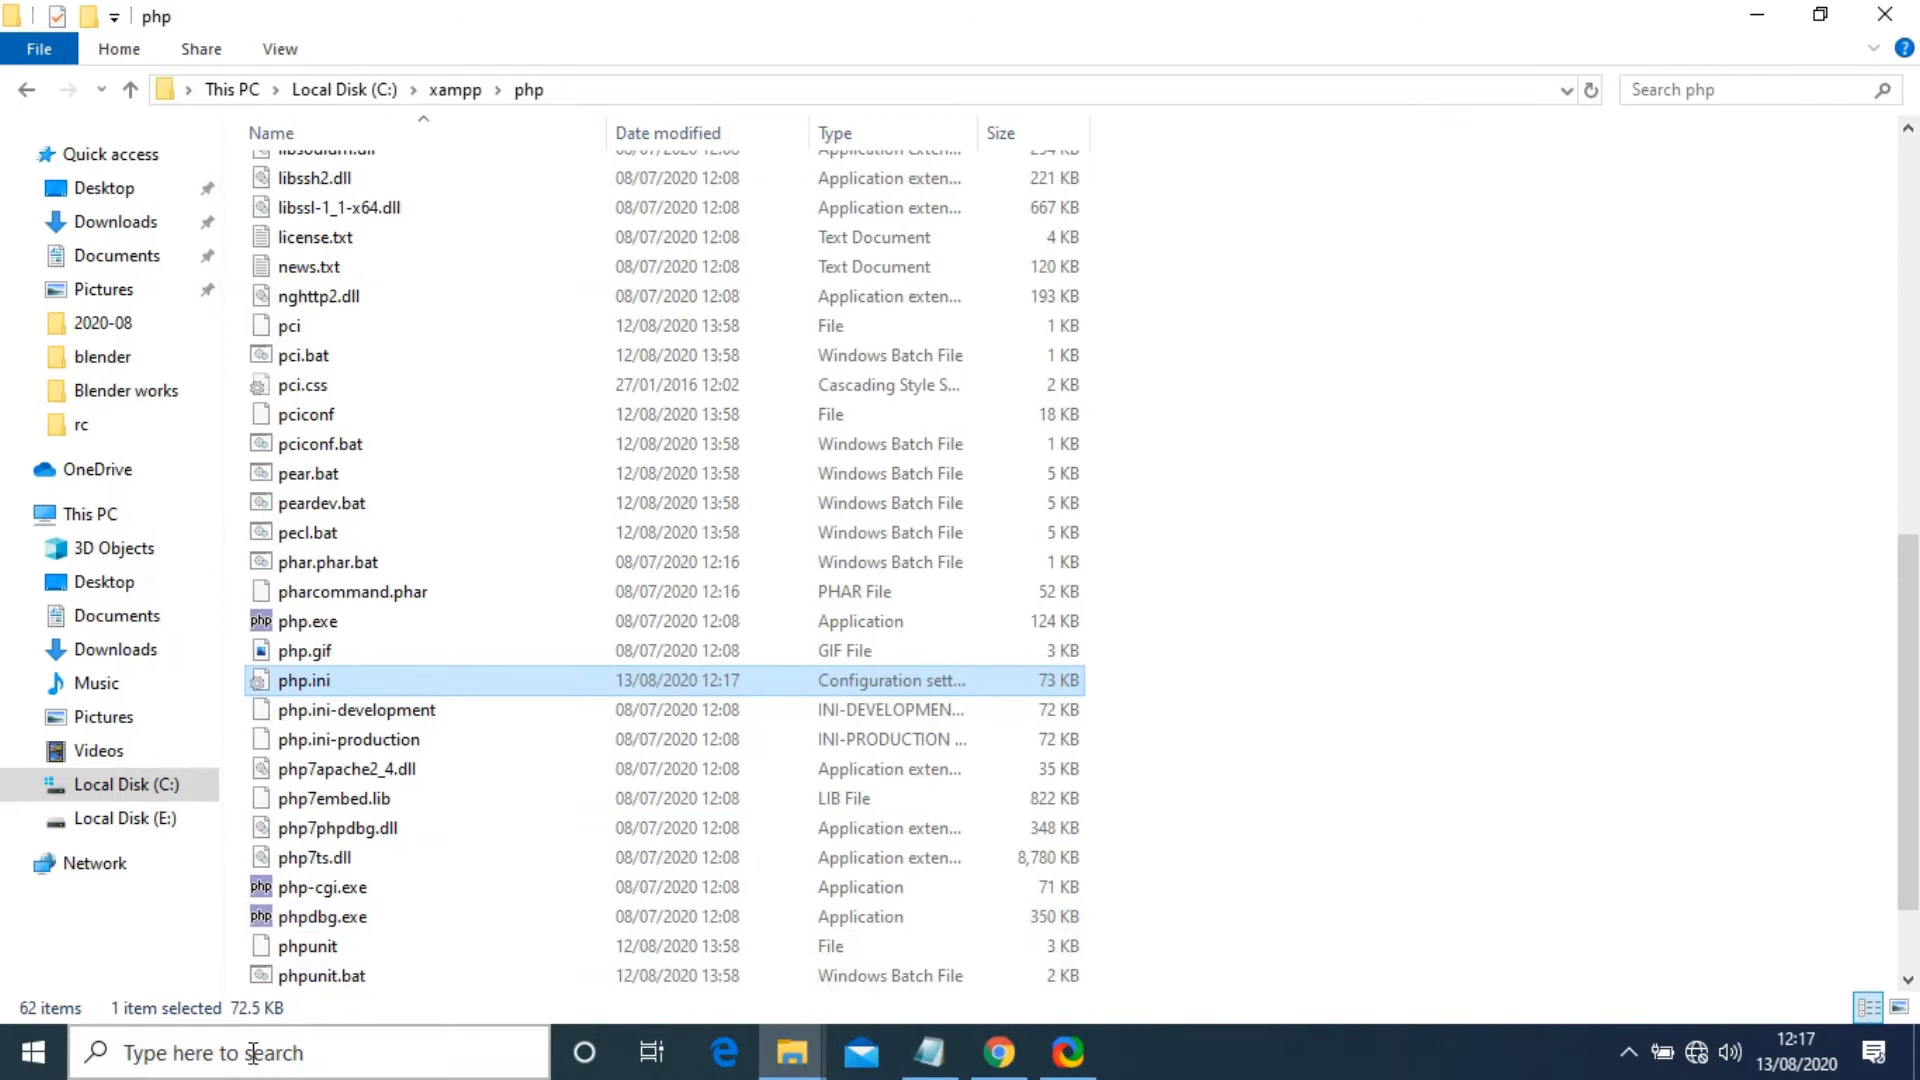 php
File Home Share View
This PC Local Disk (C:) xampp php
Search php
Name Date modified Type Size
Quick access
Desktop
Downloads
Documents
Pictures
2020-08
blender
Blender works
rc
OneDrive
This PC
3D Objects
Desktop
Documents
Downloads
Music
Pictures
Videos
Local Disk (C:)
Local Disk (E:)
Network
libssh2.dll 08/07/2020 12:08 Application exten... 221 KB
libssl-1_1-x64.dll 08/07/2020 12:08 Application exten... 667 KB
license.txt 08/07/2020 12:08 Text Document 4 KB
news.txt 08/07/2020 12:08 Text Document 120 KB
nghttp2.dll 08/07/2020 12:08 Application exten... 193 KB
pci 12/08/2020 13:58 File 1 KB
pci.bat 12/08/2020 13:58 Windows Batch File 1 KB
pci.css 27/01/2016 12:02 Cascading Style S... 2 KB
pciconf 12/08/2020 13:58 File 18 KB
pciconf.bat 12/08/2020 13:58 Windows Batch File 1 KB
pear.bat 12/08/2020 13:58 Windows Batch File 5 KB
peardev.bat 12/08/2020 13:58 Windows Batch File 5 KB
pecl.bat 12/08/2020 13:58 Windows Batch File 5 KB
phar.phar.bat 08/07/2020 12:16 Windows Batch File 1 KB
pharcommand.phar 08/07/2020 12:16 PHAR File 52 KB
php.exe 08/07/2020 12:08 Application 124 KB
php.gif 08/07/2020 12:08 GIF File 3 KB
php.ini 13/08/2020 12:17 Configuration sett... 73 KB
php.ini-development 08/07/2020 12:08 INI-DEVELOPMEN... 72 KB
php.ini-production 08/07/2020 12:08 INI-PRODUCTION ... 72 KB
php7apache2_4.dll 08/07/2020 12:08 Application exten... 35 KB
php7embed.lib 08/07/2020 12:08 LIB File 822 KB
php7phpdbg.dll 08/07/2020 12:08 Application exten... 348 KB
php7ts.dll 08/07/2020 12:08 Application exten... 8,780 KB
php-cgi.exe 08/07/2020 12:08 Application 71 KB
phpdbg.exe 08/07/2020 12:08 Application 350 KB
phpunit 12/08/2020 13:58 File 3 KB
phpunit.bat 12/08/2020 13:58 Windows Batch File 2 KB
62 items 1 item selected 72.5 KB
Type here to search
12:17
13/08/2020